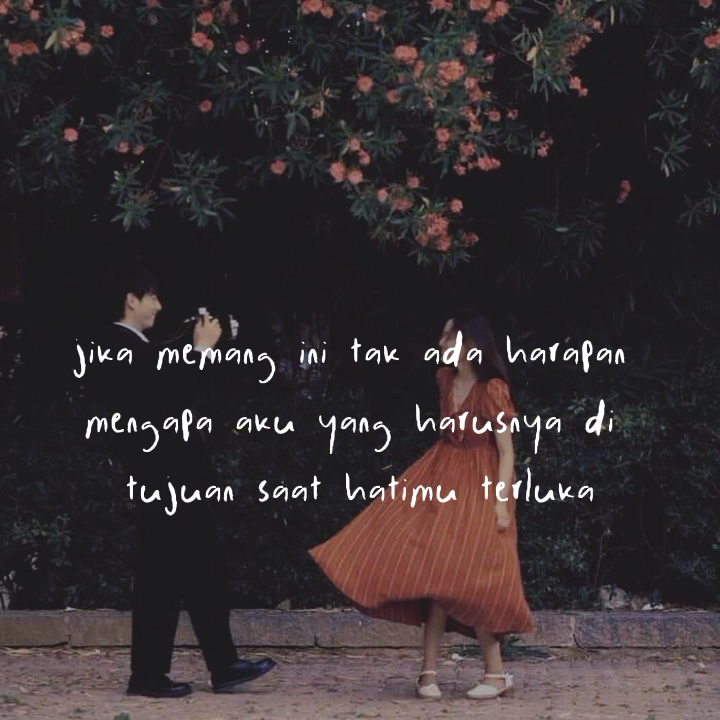 jika memang ini tak ada harapan
mengapa aku yang harusnya di
tujuan saat hatimu terluka